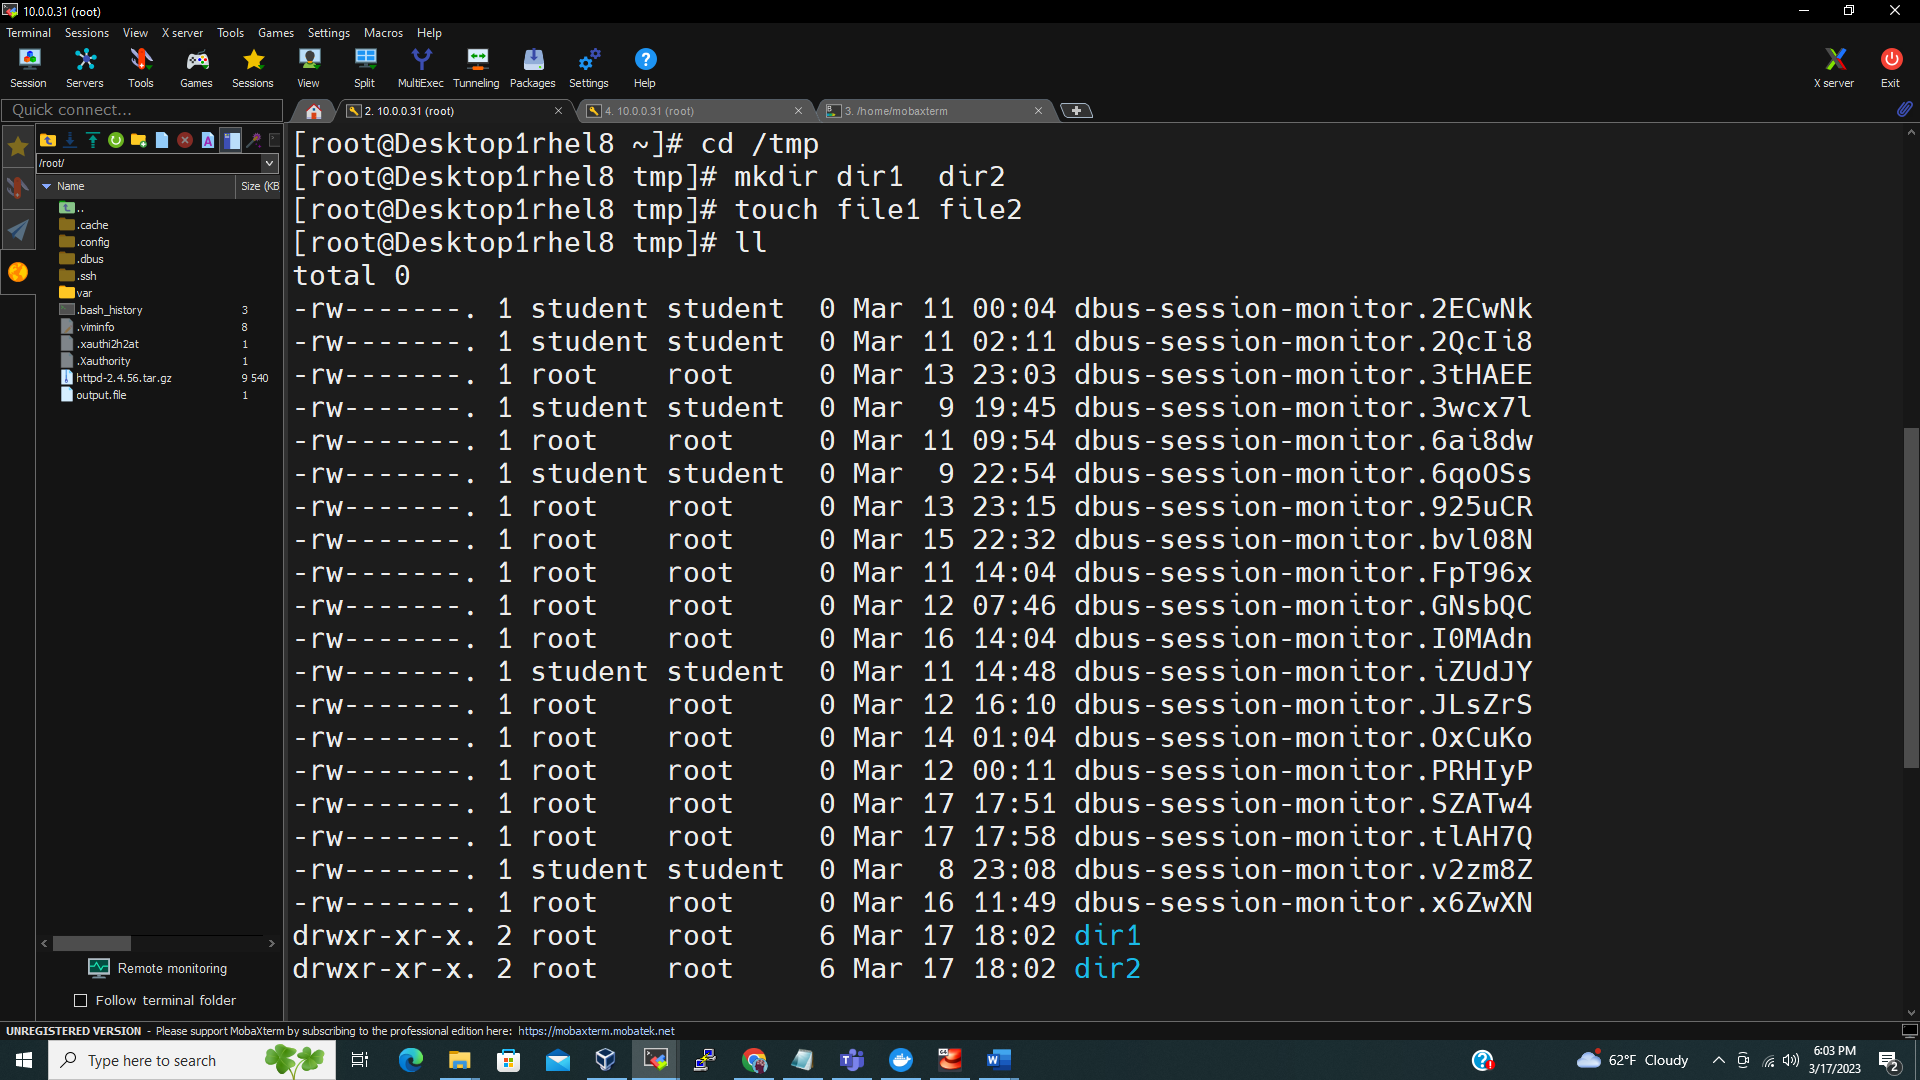 10.0.0.31 (root)
Terminal Sessions View X server Tools Games Settings Macros Help
Session Servers Tools Games Sessions View Split MultiExec Tunneling Packages Settings Help X server Exit
Quick connect...
2. 10.0.0.31 (root)
4. 10.0.0.31 (root)
3. /home/mobaxterm
/root/
Name Size (KB
..
.cache
.config
.dbus
.ssh
var
.bash_history 3
.viminfo 8
.xauthi2h2at 1
.Xauthority 1
httpd-2.4.56.tar.gz 9 540
output.file 1
Remote monitoring
Follow terminal folder
[root@Desktop1rhel8 ~]# cd /tmp
[root@Desktop1rhel8 tmp]# mkdir dir1  dir2
[root@Desktop1rhel8 tmp]# touch file1 file2
[root@Desktop1rhel8 tmp]# ll
total 0
-rw-------. 1 student student  0 Mar 11 00:04 dbus-session-monitor.2ECwNk
-rw-------. 1 student student  0 Mar 11 02:11 dbus-session-monitor.2QcIi8
-rw-------. 1 root    root     0 Mar 13 23:03 dbus-session-monitor.3tHAEE
-rw-------. 1 student student  0 Mar  9 19:45 dbus-session-monitor.3wcx7l
-rw-------. 1 root    root     0 Mar 11 09:54 dbus-session-monitor.6ai8dw
-rw-------. 1 student student  0 Mar  9 22:54 dbus-session-monitor.6qoOSs
-rw-------. 1 root    root     0 Mar 13 23:15 dbus-session-monitor.925uCR
-rw-------. 1 root    root     0 Mar 15 22:32 dbus-session-monitor.bvl08N
-rw-------. 1 root    root     0 Mar 11 14:04 dbus-session-monitor.FpT96x
-rw-------. 1 root    root     0 Mar 12 07:46 dbus-session-monitor.GNsbQC
-rw-------. 1 root    root     0 Mar 16 14:04 dbus-session-monitor.I0MAdn
-rw-------. 1 student student  0 Mar 11 14:48 dbus-session-monitor.iZUdJY
-rw-------. 1 root    root     0 Mar 12 16:10 dbus-session-monitor.JLsZrS
-rw-------. 1 root    root     0 Mar 14 01:04 dbus-session-monitor.OxCuKo
-rw-------. 1 root    root     0 Mar 12 00:11 dbus-session-monitor.PRHIyP
-rw-------. 1 root    root     0 Mar 17 17:51 dbus-session-monitor.SZATw4
-rw-------. 1 root    root     0 Mar 17 17:58 dbus-session-monitor.tlAH7Q
-rw-------. 1 student student  0 Mar  8 23:08 dbus-session-monitor.v2zm8Z
-rw-------. 1 root    root     0 Mar 16 11:49 dbus-session-monitor.x6ZwXN
drwxr-xr-x. 2 root    root     6 Mar 17 18:02 dir1
drwxr-xr-x. 2 root    root     6 Mar 17 18:02 dir2
UNREGISTERED VERSION - Please support MobaXterm by subscribing to the professional edition here: https://mobaxterm.mobatek.net
Type here to search
62°F Cloudy
6:03 PM
3/17/2023
2